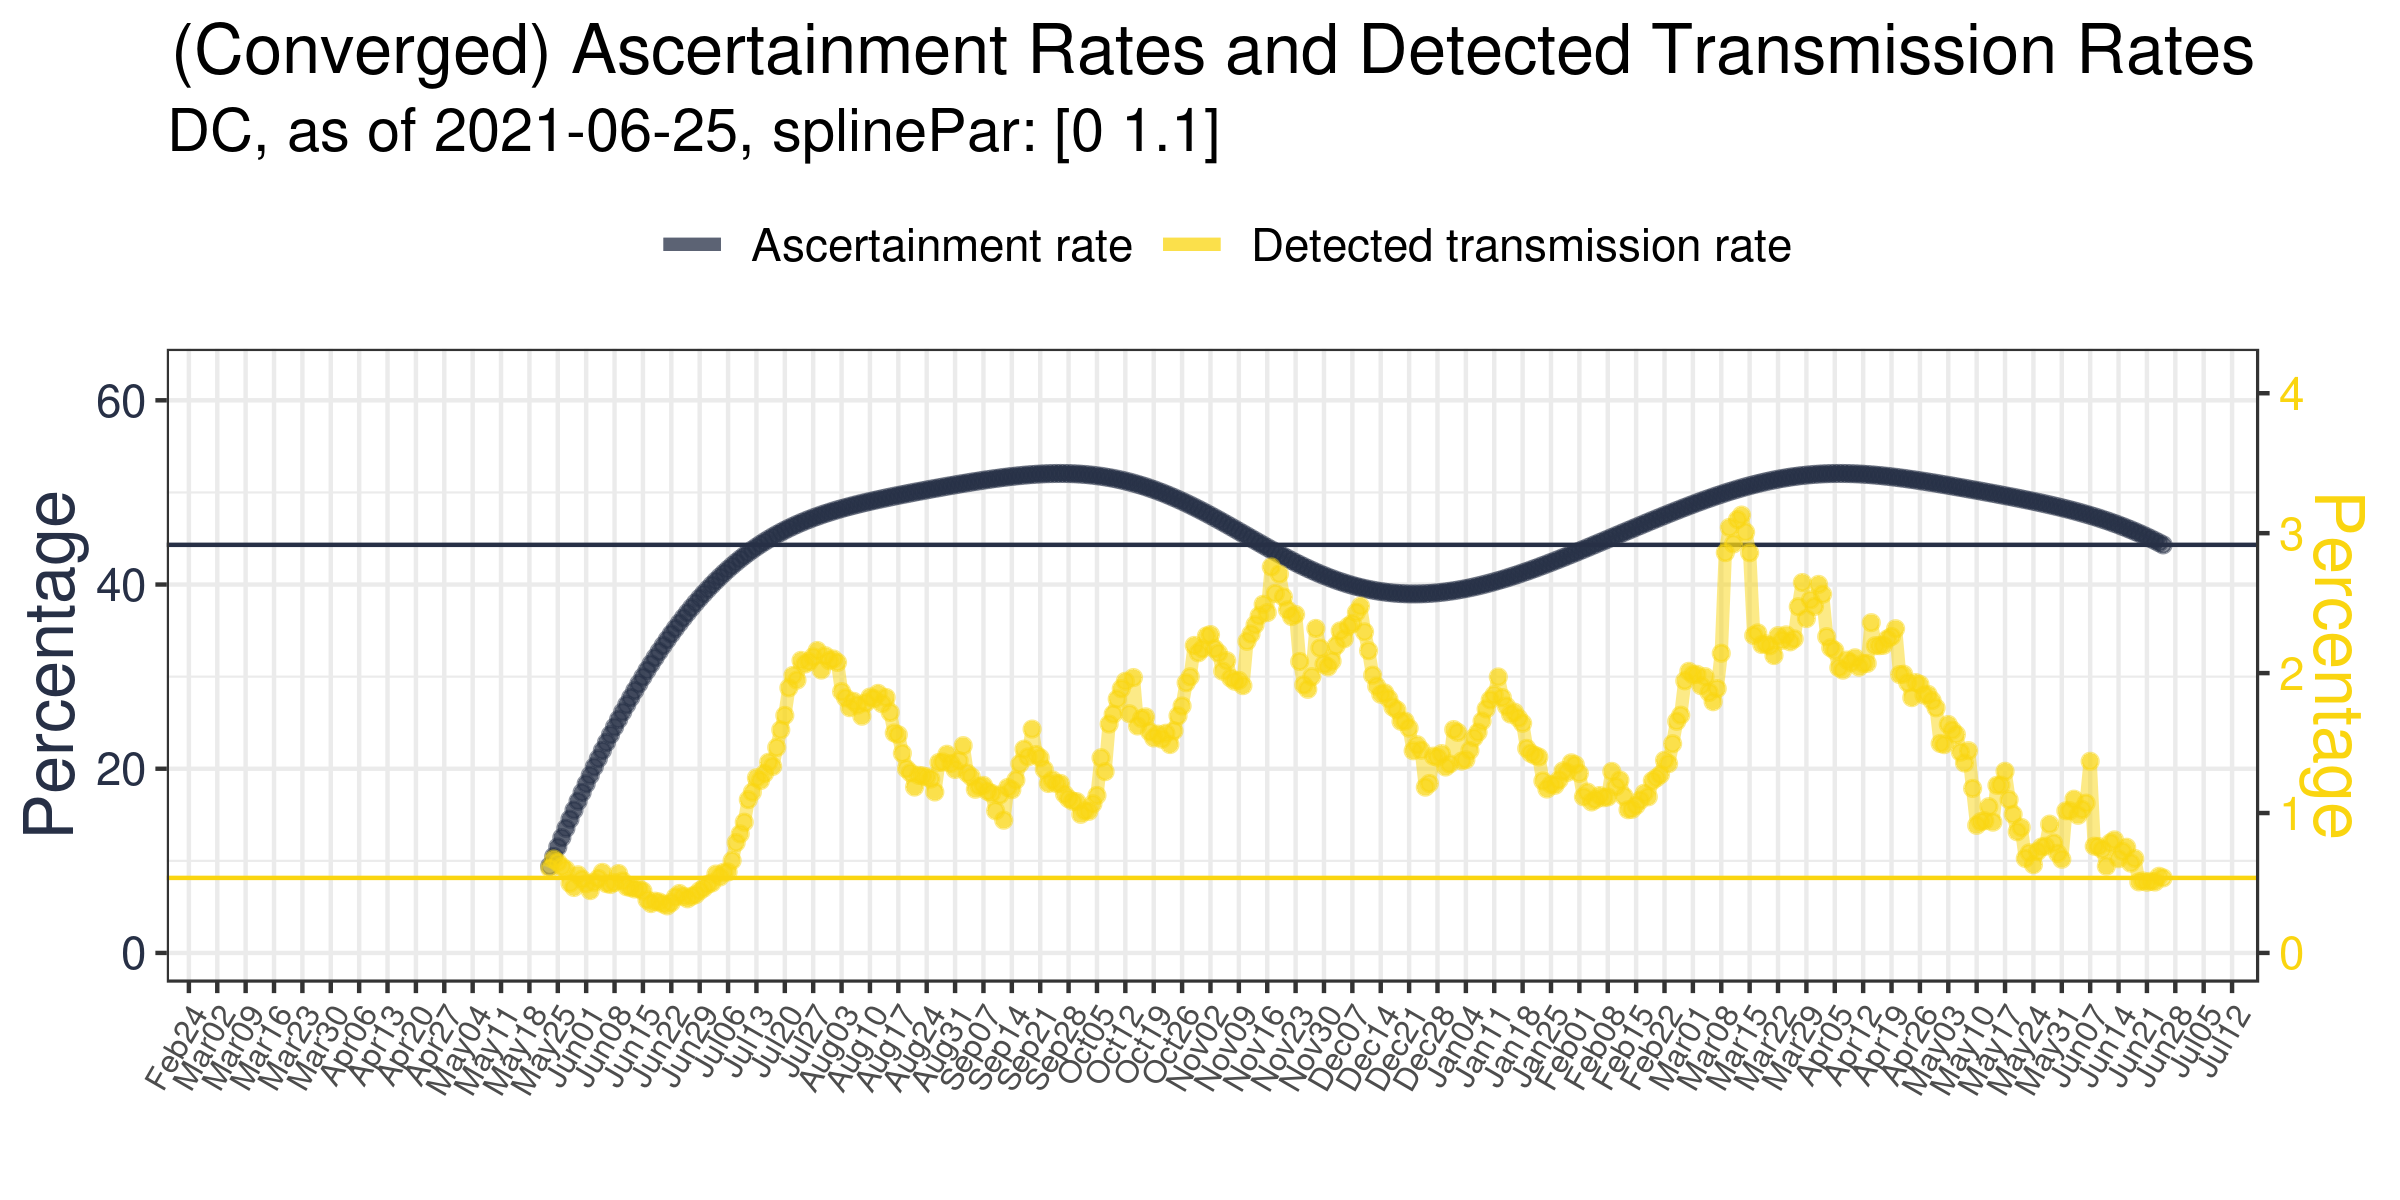 (Converged) Ascertainment Rates and Detected Transmission Rates
DC, as of 2021-06-25, splinePar: [0 1.1]
Ascertainment rate Detected transmission rate
Percentage
60
40
20
0
4
3
2
1
0
Percentage
Feb24 Mar02 Mar09 Mar16 Mar23 Mar30 Apr06 Apr13 Apr20 Apr27 May04 May11 May18 May25 Jun01 Jun08 Jun15 Jun22 Jun29 Jul06 Jul13 Jul20 Jul27 Aug03 Aug10 Aug17 Aug24 Aug31 Sep07 Sep14 Sep21 Sep28 Oct05 Oct12 Oct19 Oct26 Nov02 Nov09 Nov16 Nov23 Nov30 Dec07 Dec14 Dec21 Dec28 Jan04 Jan11 Jan18 Jan25 Feb01 Feb08 Feb15 Feb22 Mar01 Mar08 Mar15 Mar22 Mar29 Apr05 Apr12 Apr19 Apr26 May03 May10 May17 May24 May31 Jun07 Jun14 Jun21 Jun28 Jul05 Jul12